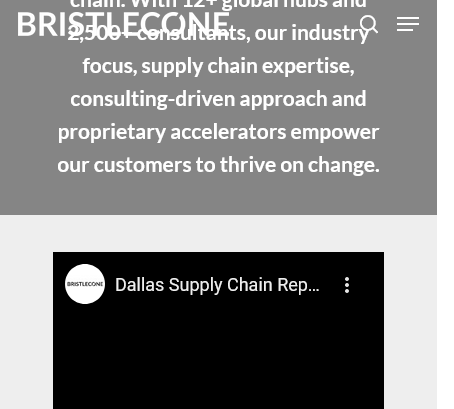 chain. With 12+ global hubs and
BRISTLECONE
2,500+ consultants, our industry
focus, supply chain expertise,
consulting-driven approach and
proprietary accelerators empower
our customers to thrive on change.
BRISTLECONE
Dallas Supply Chain Rep...